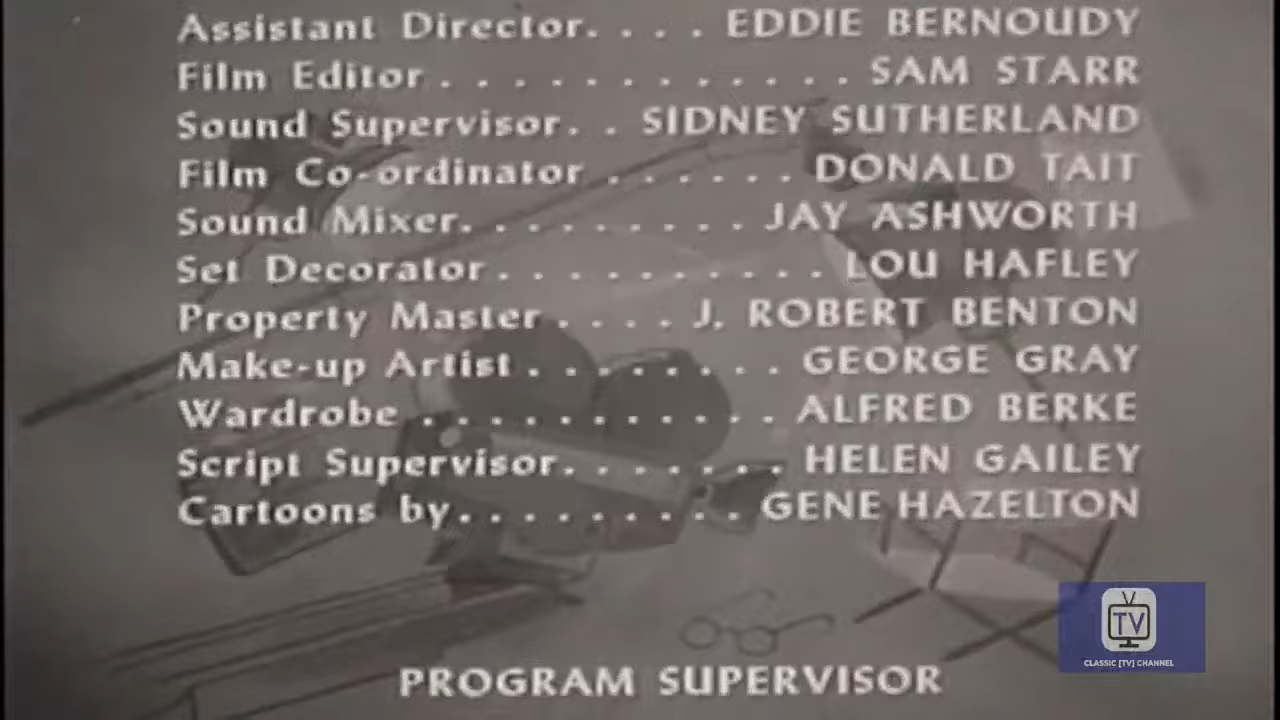 Assistant Director. . . . EDDIE BERNOUDY
Film Editor . . . . . . . . . . . . . SAM STARR
Sound Supervisor. . SIDNEY SUTHERLAND
Film Co-ordinator . . . . . . DONALD TAIT
Sound Mixer. . . . . . . . . . JAY ASHWORTH
Set Decorator . . . . . . . . . . . LOU HAFLEY
Property Master . . . . J. ROBERT BENTON
Make-up Artist . . . . . . . . GEORGE GRAY
Wardrobe . . . . . . . . . . . . ALFRED BERKE
Script Supervisor. . . . . . . HELEN GAILEY
Cartoons by. . . . . . . . . . GENE HAZELTON
PROGRAM SUPERVISOR
TV
CLASSIC [TV] CHANNEL